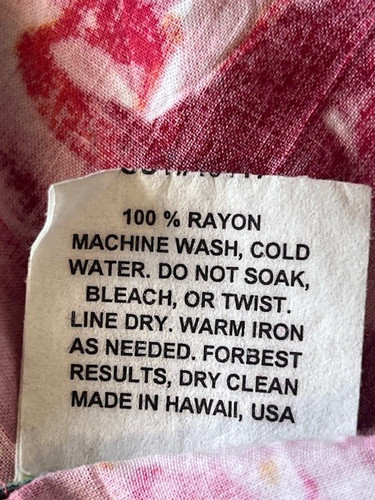 100 % RAYON
MACHINE WASH, COLD
WATER. DO NOT SOAK,
BLEACH, OR TWIST.
LINE DRY. WARM IRON
AS NEEDED. FORBEST
RESULTS, DRY CLEAN
MADE IN HAWAII, USA